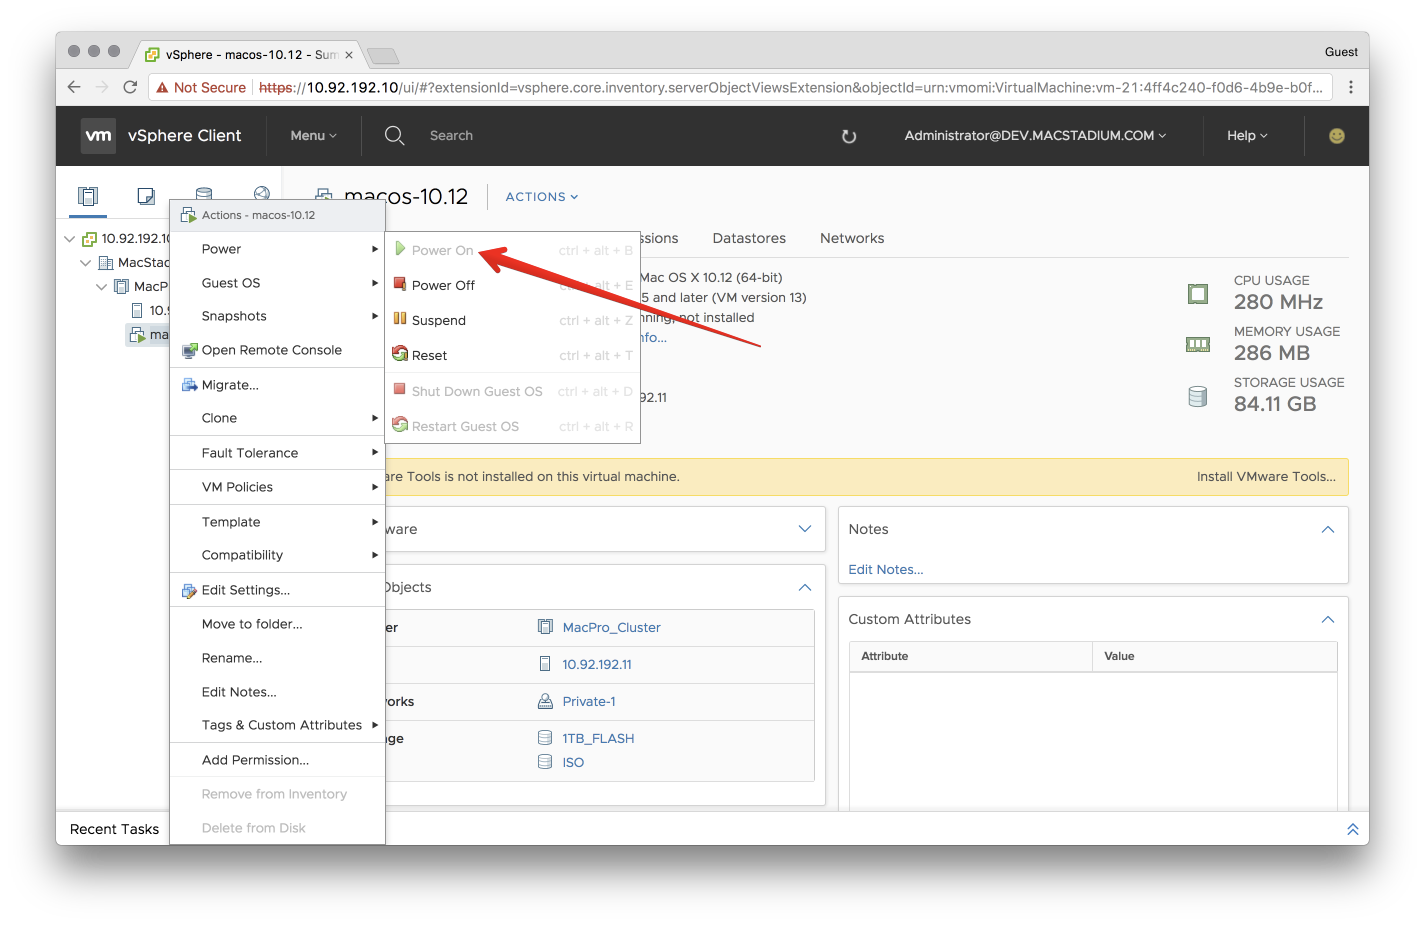 vSphere - macos-10.12 - Sum
Guest
Not Secure https://10.92.192.10/ui/#?extensionId=vsphere.core.inventory.serverObjectViewsExtension&objectId=urn:vmomi:VirtualMachine:vm-21:4ff4c240-f0d6-4b9e-b0f...
vm vSphere Client Menu Search Administrator@DEV.MACSTADIUM.COM Help
macos-10.12 ACTIONS
Actions - macos-10.12
10.92.192.10
MacStad
MacP
10.9
ma
Power
Guest OS
Snapshots
Open Remote Console
Migrate...
Clone
Fault Tolerance
VM Policies
Template
Compatibility
Edit Settings...
Move to folder...
Rename...
Edit Notes...
Tags & Custom Attributes
Add Permission...
Remove from Inventory
Delete from Disk
Power On ctrl + alt + B
Power Off ctrl + alt + E
Suspend ctrl + alt + Z
Reset ctrl + alt + T
Shut Down Guest OS ctrl + alt + D
Restart Guest OS ctrl + alt + R
ssions Datastores Networks
Mac OS X 10.12 (64-bit)
5 and later (VM version 13)
nning, not installed
nfo...
92.11
CPU USAGE
280 MHz
MEMORY USAGE
286 MB
STORAGE USAGE
84.11 GB
are Tools is not installed on this virtual machine. Install VMware Tools...
ware
Objects
er MacPro_Cluster
10.92.192.11
orks Private-1
ge 1TB_FLASH
ISO
Notes
Edit Notes...
Custom Attributes
Attribute Value
Recent Tasks